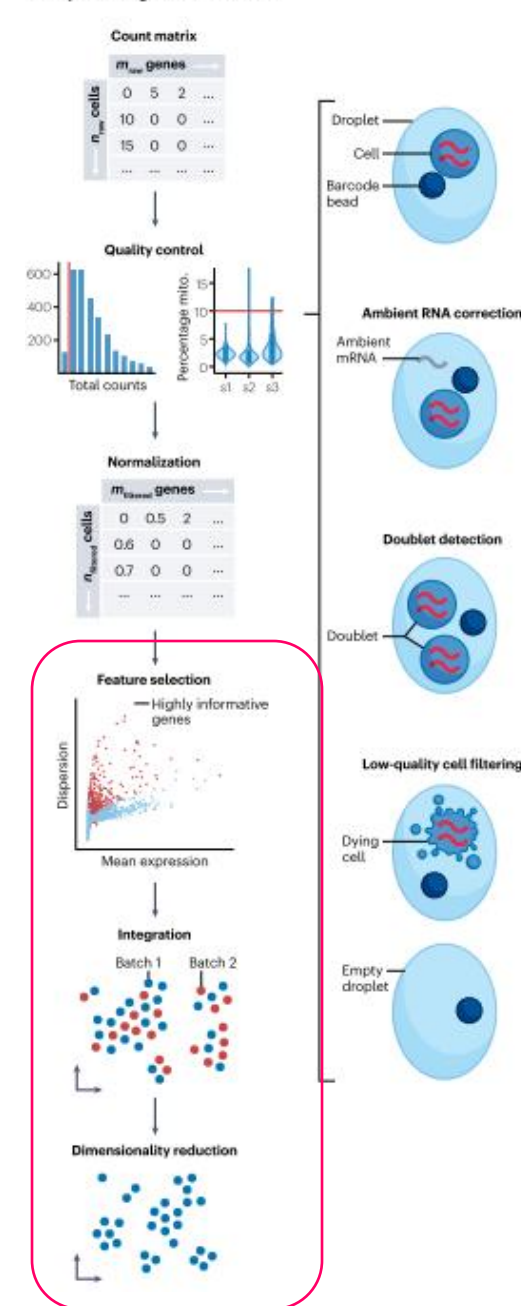 Count matrix
m raw genes
n raw cells
0 5 2 ...
10 0 0 ...
15 0 0 ...
... ... ... ...
Quality control
600
400
200
Total counts
Percentage mito.
15
10
5
0
s1 s2 s3
Normalization
m filtered genes
n filtered cells
0 0.5 2 ...
0.6 0 0 ...
0.7 0 0 ...
... ... ... ...
Feature selection
Highly informative
genes
Dispersion
Mean expression
Integration
Batch 1 Batch 2
Dimensionality reduction
Droplet
Cell
Barcode
bead
Ambient RNA correction
Ambient
mRNA
Doublet detection
Doublet
Low-quality cell filtering
Dying
cell
Empty
droplet